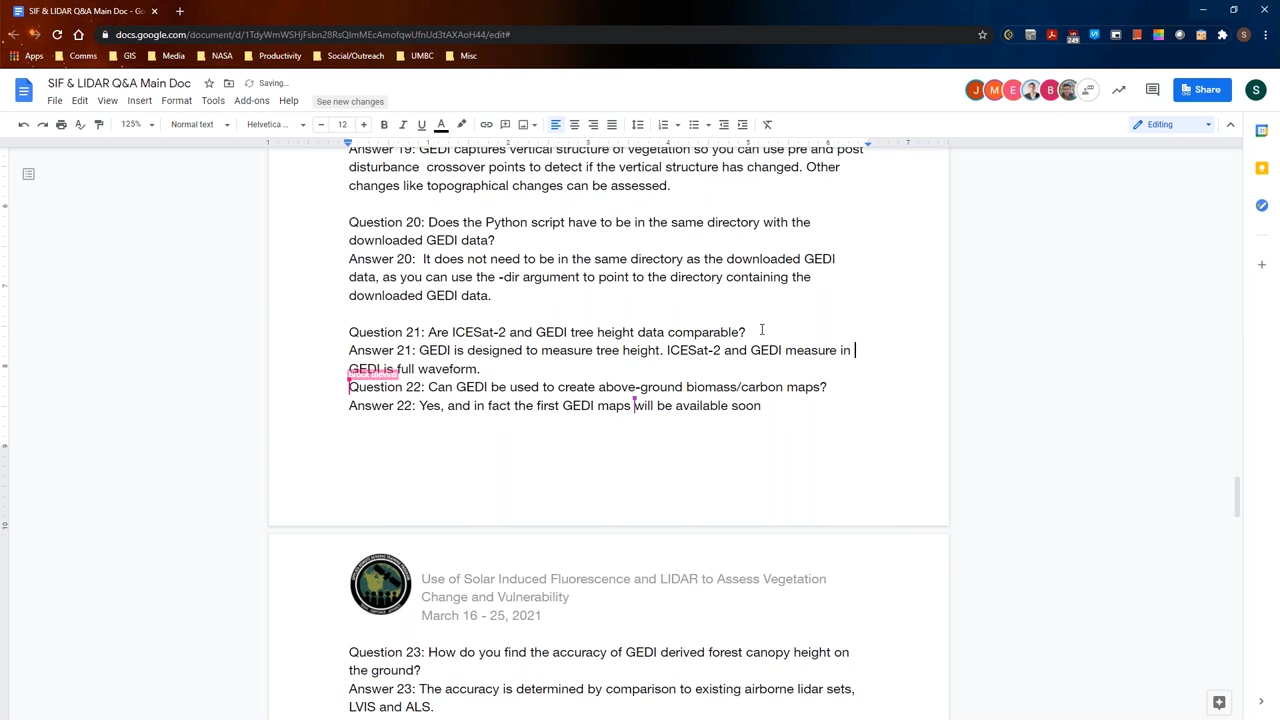 SIF & LIDAR Q&A Main Doc - Go
docs.google.com/document/d/1TdyWmWSHjFsbn28RsQlmMEcAmofqwUfnUd3tAXAoH44/edit#
Apps Comms GIS Media NASA Productivity Social/Outreach UMBC Misc
249
S
SIF & LIDAR Q&A Main Doc Saving...
File Edit View Insert Format Tools Add-ons Help See new changes
J M E B Share S
125% Normal text Helvetica ... 12 B I U A Editing
1 1 2 3 4 5 6 7
Answer 19: GEDI captures vertical structure of vegetation so you can use pre and post
disturbance crossover points to detect if the vertical structure has changed. Other
changes like topographical changes can be assessed.
Question 20: Does the Python script have to be in the same directory with the
downloaded GEDI data?
Answer 20: It does not need to be in the same directory as the downloaded GEDI
data, as you can use the -dir argument to point to the directory containing the
downloaded GEDI data.
Question 21: Are ICESat-2 and GEDI tree height data comparable?
Answer 21: GEDI is designed to measure tree height. ICESat-2 and GEDI measure in
GEDI is full waveform.
Question 22: Can GEDI be used to create above-ground biomass/carbon maps?
Answer 22: Yes, and in fact the first GEDI maps will be available soon
Use of Solar Induced Fluorescence and LIDAR to Assess Vegetation
Change and Vulnerability
March 16 - 25, 2021
Question 23: How do you find the accuracy of GEDI derived forest canopy height on
the ground?
Answer 23: The accuracy is determined by comparison to existing airborne lidar sets,
LVIS and ALS.